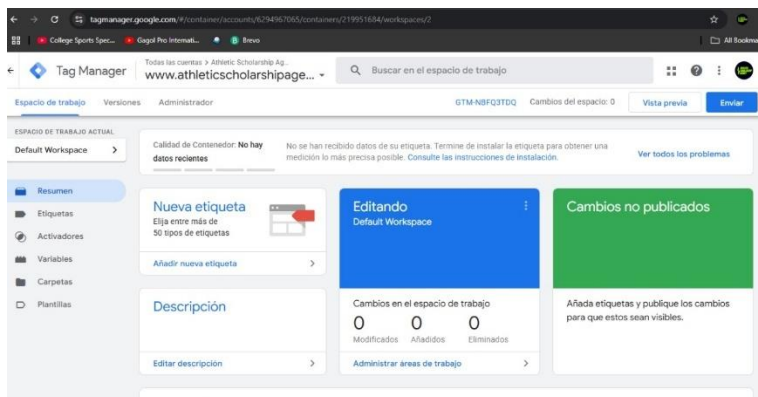 tagmanager.google.com/#/container/accounts/6294967065/containers/219951684/workspaces/2
College Sports Spec...
Gagol Pro Internati...
Brevo
All Bookma
Tag Manager
Todas las cuentas > Athletic Scholarship Ag...
www.athleticscholarshippage...
Buscar en el espacio de trabajo
Espacio de trabajo
Versiones
Administrador
GTM-NBFQ3TDQ
Cambios del espacio: 0
Vista previa
Enviar
ESPACIO DE TRABAJO ACTUAL
Default Workspace
Calidad de Contenedor: No hay
datos recientes
No se han recibido datos de su etiqueta. Termine de instalar la etiqueta para obtener una
medición lo más precisa posible. Consulte las instrucciones de instalación.
Ver todos los problemas
Resumen
Etiquetas
Activadores
Variables
Carpetas
Plantillas
Nueva etiqueta
Elija entre más de
50 tipos de etiquetas
Añadir nueva etiqueta
Descripción
Editar descripción
Editando
Default Workspace
Cambios en el espacio de trabajo
0 0 0
Modificados Añadidos Eliminados
Administrar áreas de trabajo
Cambios no publicados
Añada etiquetas y publique los cambios
para que estos sean visibles.